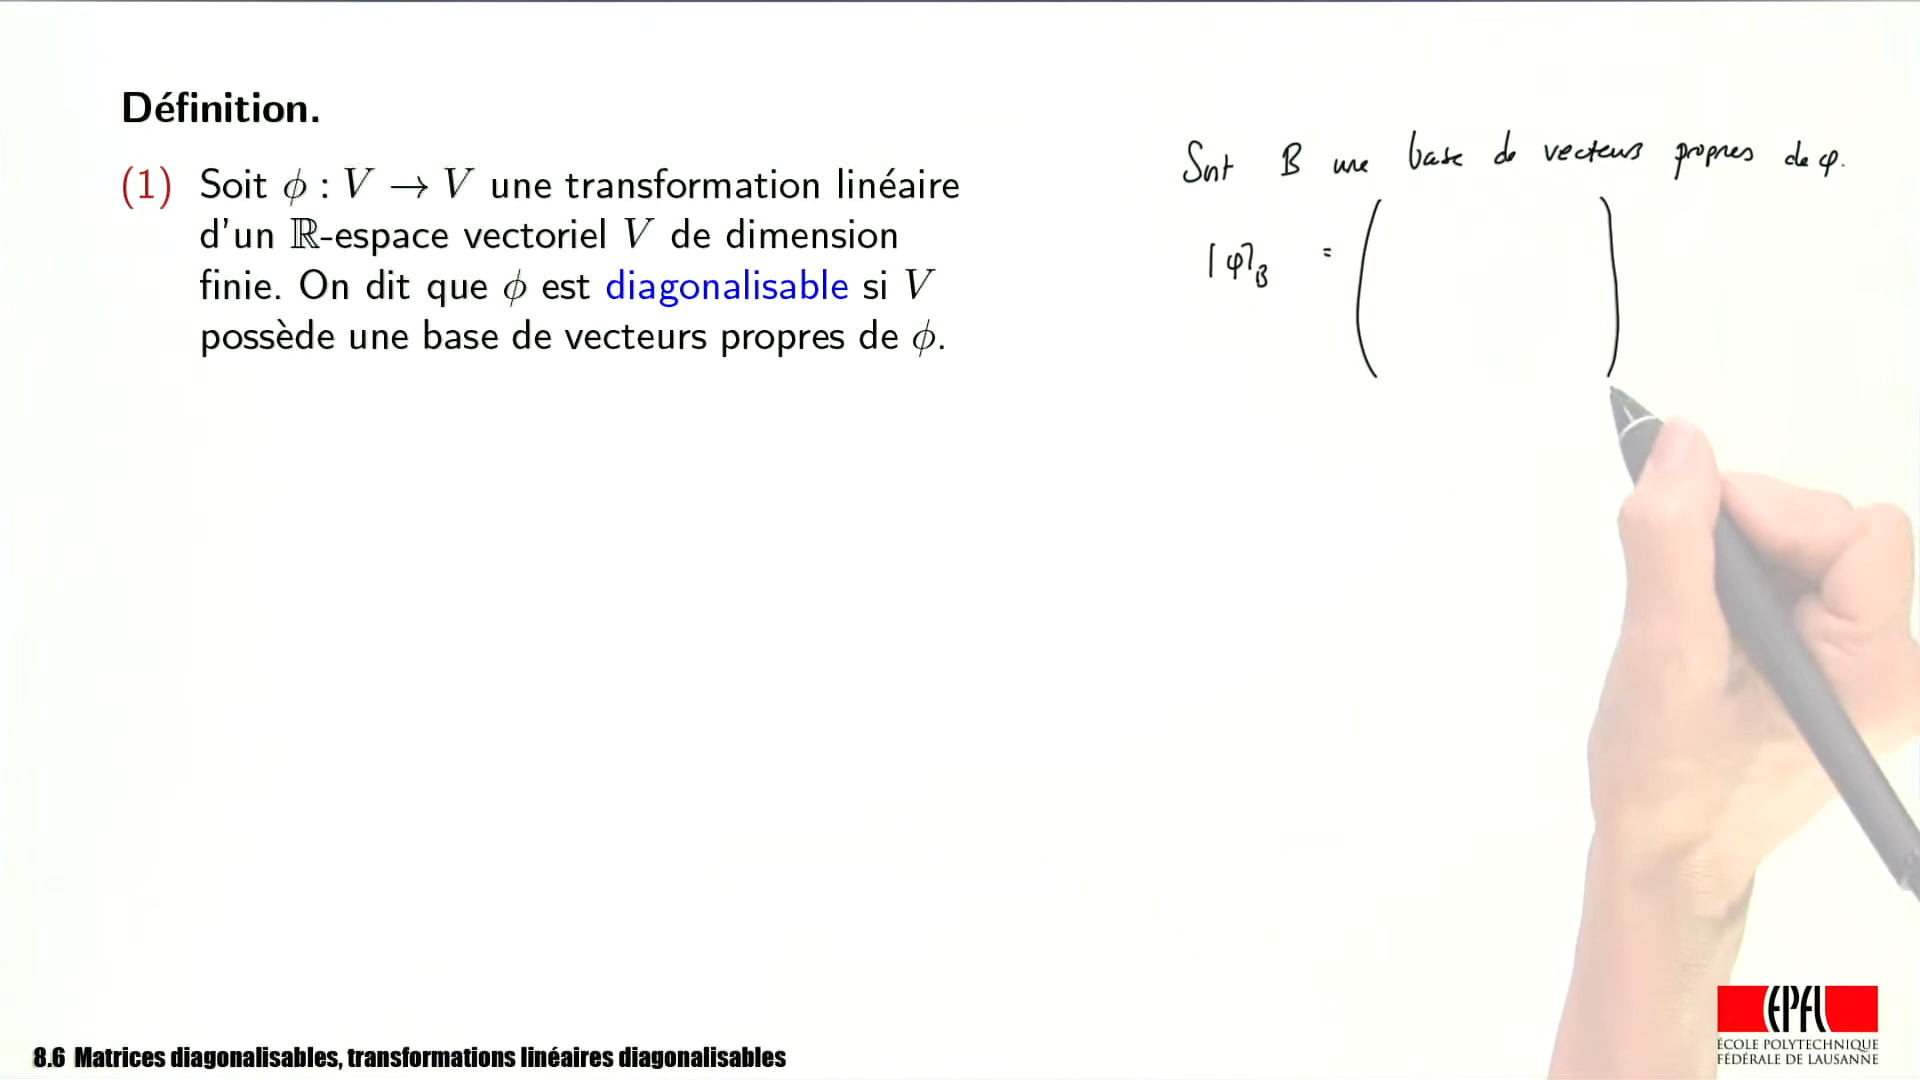 Définition.
(1) Soit ϕ : V → V une transformation linéaire
d'un ℝ-espace vectoriel V de dimension
finie. On dit que ϕ est diagonalisable si V
possède une base de vecteurs propres de ϕ.
Soit B une base de vecteurs propres de φ.
[φ]_B = ( )
EPFL
ÉCOLE POLYTECHNIQUE
FÉDÉRALE DE LAUSANNE
8.6 Matrices diagonalisables, transformations linéaires diagonalisables